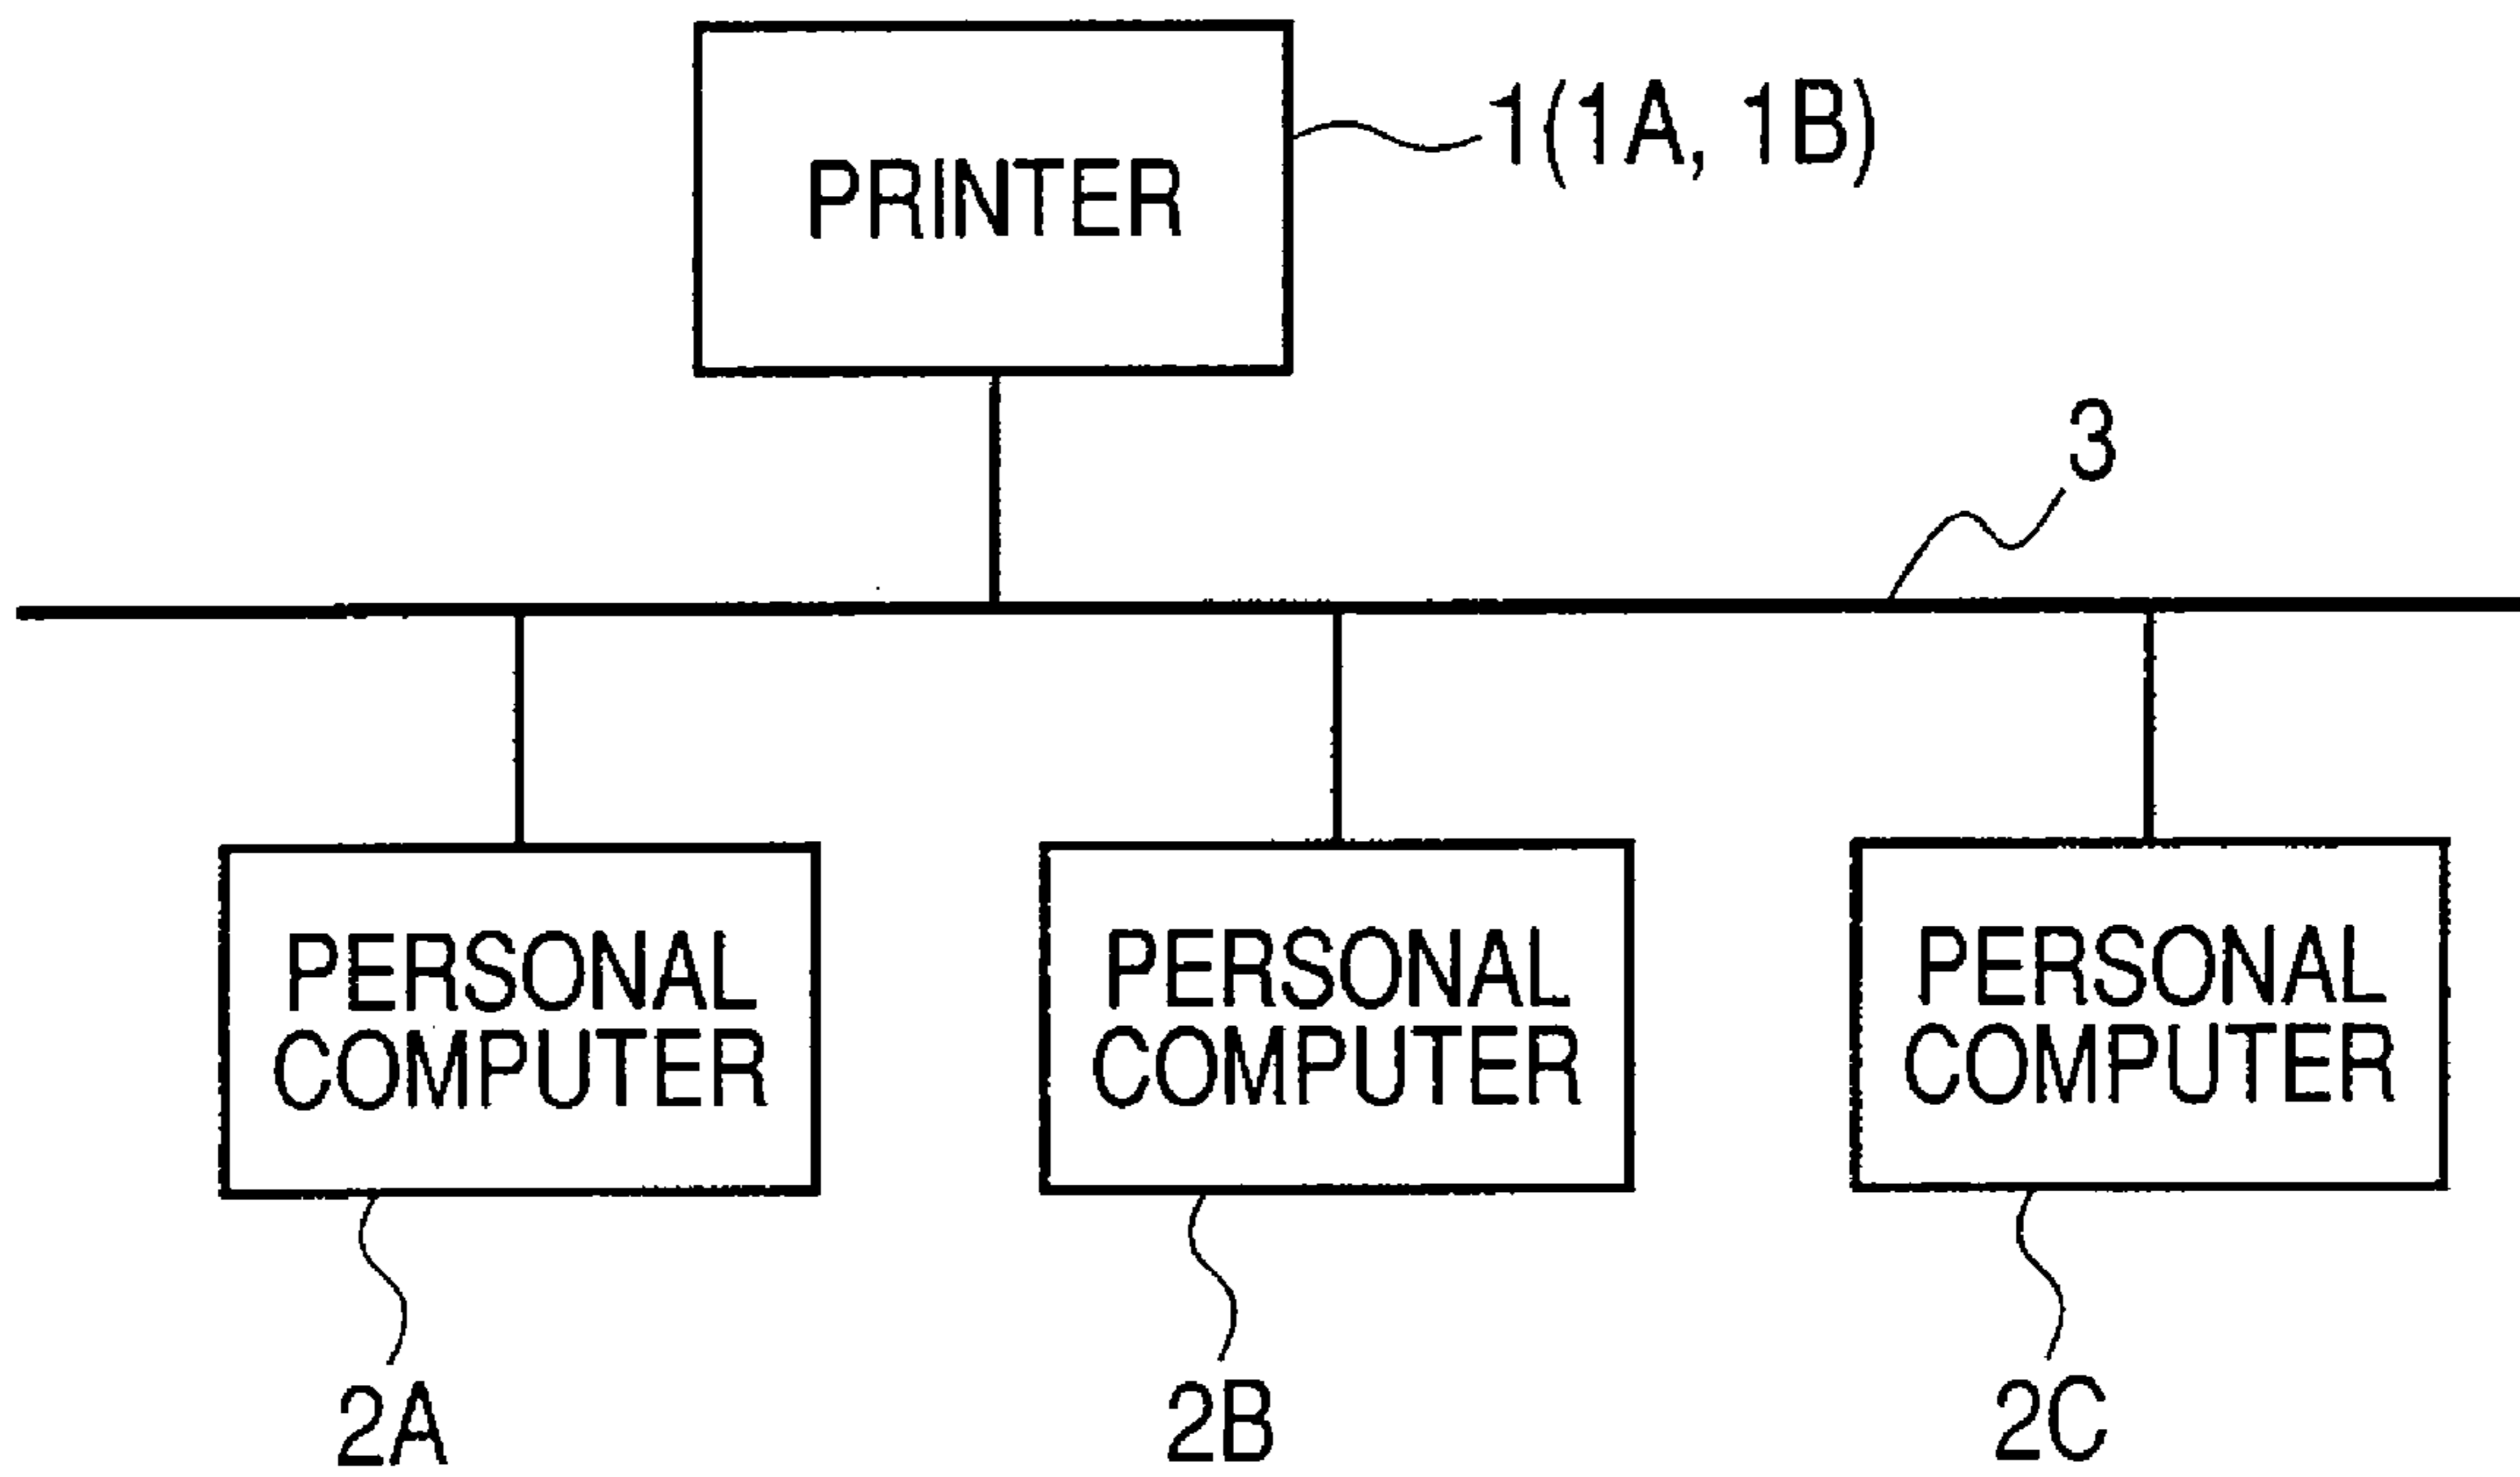 PRINTER
1(1A, 1B)
3
PERSONAL
COMPUTER
PERSONAL
COMPUTER
PERSONAL
COMPUTER
2A
2B
2C